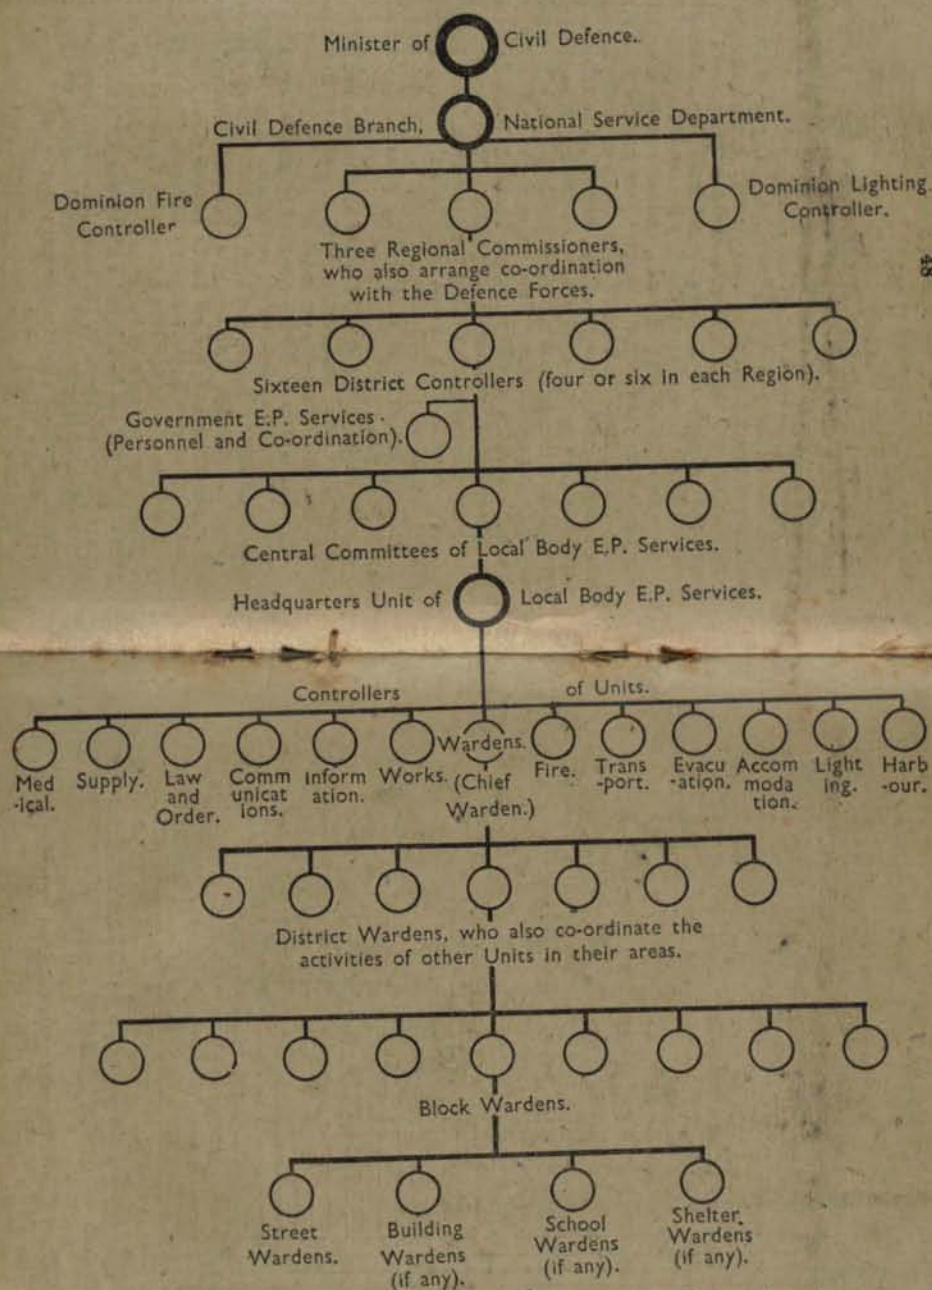 Minister of Civil Defence.
Civil Defence Branch, National Service Department.
Dominion Fire
Controller
Dominion Lighting
Controller.
Three Regional Commissioners,
who also arrange co-ordination
with the Defence Forces.
84
Sixteen District Controllers (four or six in each Region).
Government E.P. Services
(Personnel and Co-ordination).
Central Committees of Local Body E.P. Services.
Headquarters Unit of Local Body E.P. Services.
Controllers of Units.
Med
-ical.
Supply.
Law
and
Order.
Comm
unicat
ions.
Inform
ation.
Works.
Wardens.
(Chief
Warden.)
Fire.
Trans
-port.
Evacu
-ation.
Accom
moda
tion.
Light
ing.
Harb
-our.
District Wardens, who also co-ordinate the
activities of other Units in their areas.
Block Wardens.
Street
Wardens.
Building
Wardens
(if any).
School
Wardens
(if any).
Shelter
Wardens
(if any).